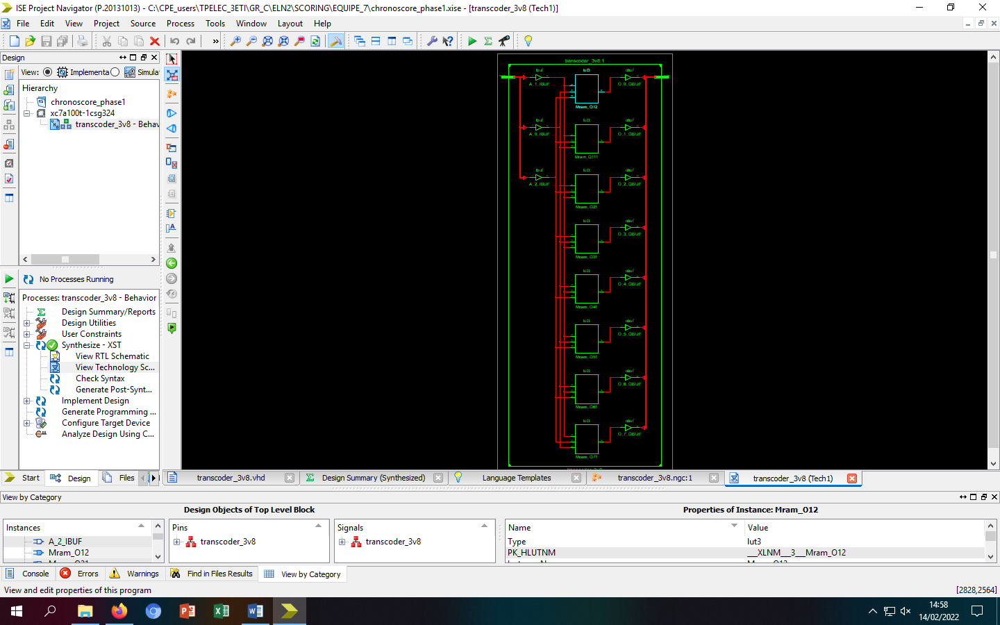 ISE Project Navigator (P.20131013) - C:\CPE_users\TPELEC_3ETI\GR_C\ELN2\SCORING\EQUIPE_7\chronoscore_phase1.xise - [transcoder_3v8 (Tech1)]
File Edit View Project Source Process Tools Window Layout Help
Design
View: Implementa Simulat
Hierarchy
chronoscore_phase1
xc7a100t-1csg324
transcoder_3v8 - Behav
No Processes Running
Processes: transcoder_3v8 - Behavior
Design Summary/Reports
Design Utilities
User Constraints
Synthesize - XST
View RTL Schematic
View Technology Sc...
Check Syntax
Generate Post-Synt...
Implement Design
Generate Programming ...
Configure Target Device
Analyze Design Using C...
Start Design Files
transcoder_3v8:1
ibuf lut3 obuf
A_1_IBUF O_0_OBUF
Mram_O12
ibuf lut3 obuf
A_0_IBUF O_1_OBUF
Mram_O111
ibuf lut3 obuf
A_2_IBUF O_2_OBUF
Mram_O21
lut3 obuf
O_3_OBUF
Mram_O31
lut3 obuf
O_4_OBUF
Mram_O41
lut3 obuf
O_5_OBUF
Mram_O51
lut3 obuf
O_6_OBUF
Mram_O61
lut3 obuf
O_7_OBUF
Mram_O71
transcoder_3v8.vhd Design Summary (Synthesized) Language Templates transcoder_3v8.ngc:1 transcoder_3v8 (Tech1)
View by Category
Design Objects of Top Level Block Properties of Instance: Mram_O12
Instances Pins Signals Name Value
A_2_IBUF transcoder_3v8 transcoder_3v8 Type lut3
Mram_O12 PK_HLUTNM ___XLNM___3___Mram_O12
Console Errors Warnings Find in Files Results View by Category
View and edit properties of this program [2828,2564]
14:58
14/02/2022